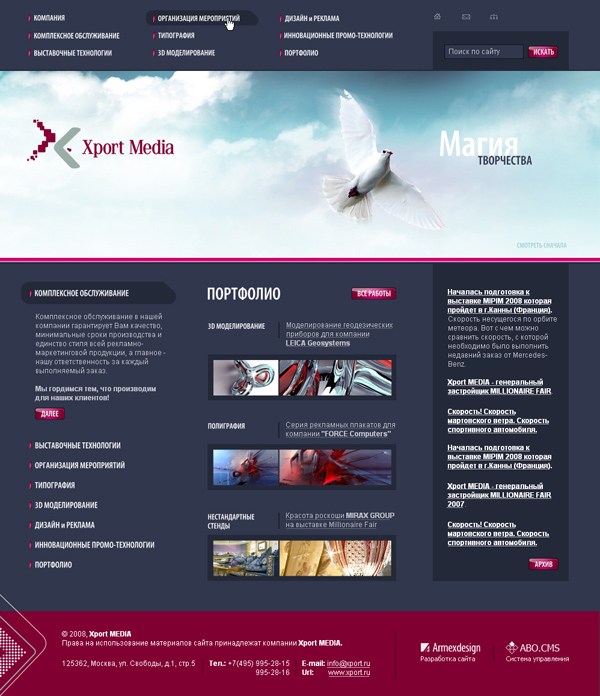 КОМПАНИЯ
ОРГАНИЗАЦИЯ МЕРОПРИЯТИЙ
ДИЗАЙН и РЕКЛАМА
КОМПЛЕКСНОЕ ОБСЛУЖИВАНИЕ
ТИПОГРАФИЯ
ИННОВАЦИОННЫЕ ПРОМО-ТЕХНОЛОГИИ
ВЫСТАВОЧНЫЕ ТЕХНОЛОГИИ
3D МОДЕЛИРОВАНИЕ
ПОРТФОЛИО
Поиск по сайту
ИСКАТЬ
Xport Media
Магия
ТВОРЧЕСТВА
СМОТРЕТЬ СНАЧАЛА
КОМПЛЕКСНОЕ ОБСЛУЖИВАНИЕ
Комплексное обслуживание в нашей
компании гарантирует Вам качество,
минимальные сроки производства и
единство стиля всей рекламно-
маркетинговой продукции, а главное -
нашу ответственность за каждый
выполняемый заказ.
Мы гордимся тем, что производим
для наших клиентов!
ДАЛЕЕ
ВЫСТАВОЧНЫЕ ТЕХНОЛОГИИ
ОРГАНИЗАЦИЯ МЕРОПРИЯТИЙ
ТИПОГРАФИЯ
3D МОДЕЛИРОВАНИЕ
ДИЗАЙН и РЕКЛАМА
ИННОВАЦИОННЫЕ ПРОМО-ТЕХНОЛОГИИ
ПОРТФОЛИО
ПОРТФОЛИО
ВСЕ РАБОТЫ
3D МОДЕЛИРОВАНИЕ
Моделирование геодезических
приборов для компании
LEICA Geosystems
ПОЛИГРАФИЯ
Серия рекламных плакатов для
компании "FORCE Computers"
НЕСТАНДАРТНЫЕ
СТЕНДЫ
Красота роскоши MIRAX GROUP
на выставке Millionaire Fair
Началась подготовка к
выставке MIPIM 2008 которая
пройдет в г.Канны (Франция).
Скорость несущегося по орбите
метеора. Вот с чем можно
сравнить скорость, с которой
необходимо было выполнить
недавний заказ от Mercedes-
Benz.
Xport MEDIA - генеральный
застройщик MILLIONAIRE FAIR
Скорость! Скорость
мартовского ветра. Скорость
спортивного автомобиля.
Началась подготовка к
выставке MIPIM 2008 которая
пройдет в г.Канны (Франция).
Xport MEDIA - генеральный
застройщик MILLIONAIRE FAIR
2007
Скорость! Скорость
мартовского ветра. Скорость
спортивного автомобиля.
АРХИВ
© 2008, Xport MEDIA
Права на использование материалов сайта принадлежат компании Xport MEDIA.
125362, Москва, ул. Свободы, д.1, стр.5
Тел.: +7(495) 995-28-15
995-28-16
E-mail: info@xport.ru
Url: www.xport.ru
Armexdesign
Разработка сайта
ABO.CMS
Система управления